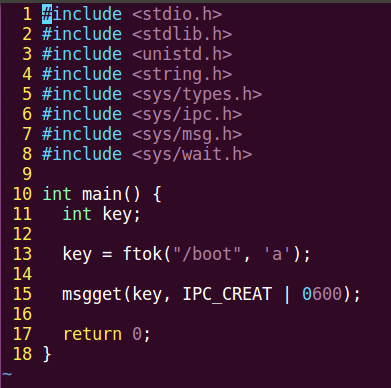 1 #include <stdio.h>
2 #include <stdlib.h>
3 #include <unistd.h>
4 #include <string.h>
5 #include <sys/types.h>
6 #include <sys/ipc.h>
7 #include <sys/msg.h>
8 #include <sys/wait.h>
9
10 int main() {
11   int key;
12
13   key = ftok("/boot", 'a');
14
15   msgget(key, IPC_CREAT | 0600);
16
17   return 0;
18 }
~